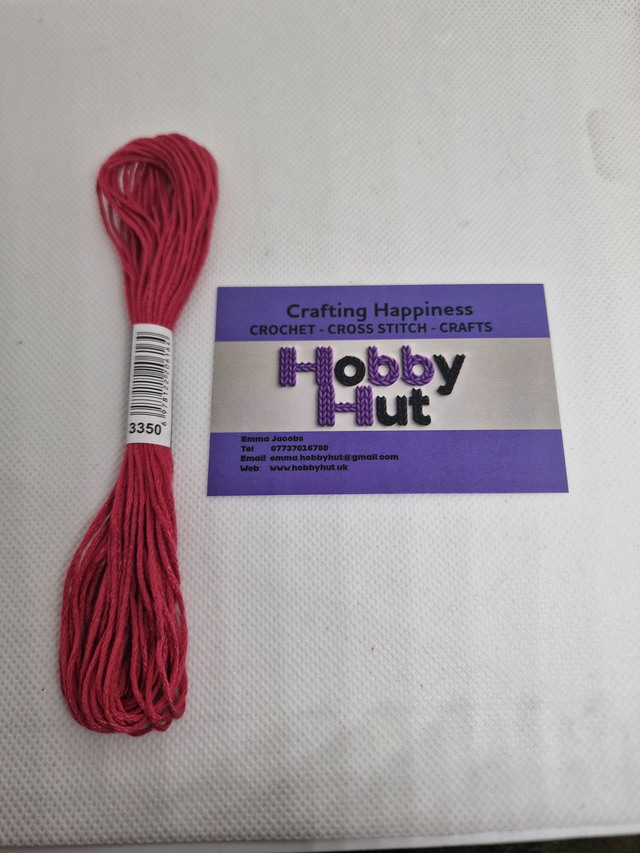 3350
Crafting Happiness
CROCHET - CROSS STITCH - CRAFTS
Hobby
Hut
Emma Jacobs
Tel: 07737016780
Email: emma.hobbyhut@gmail.com
Web: www.hobbyhut.uk